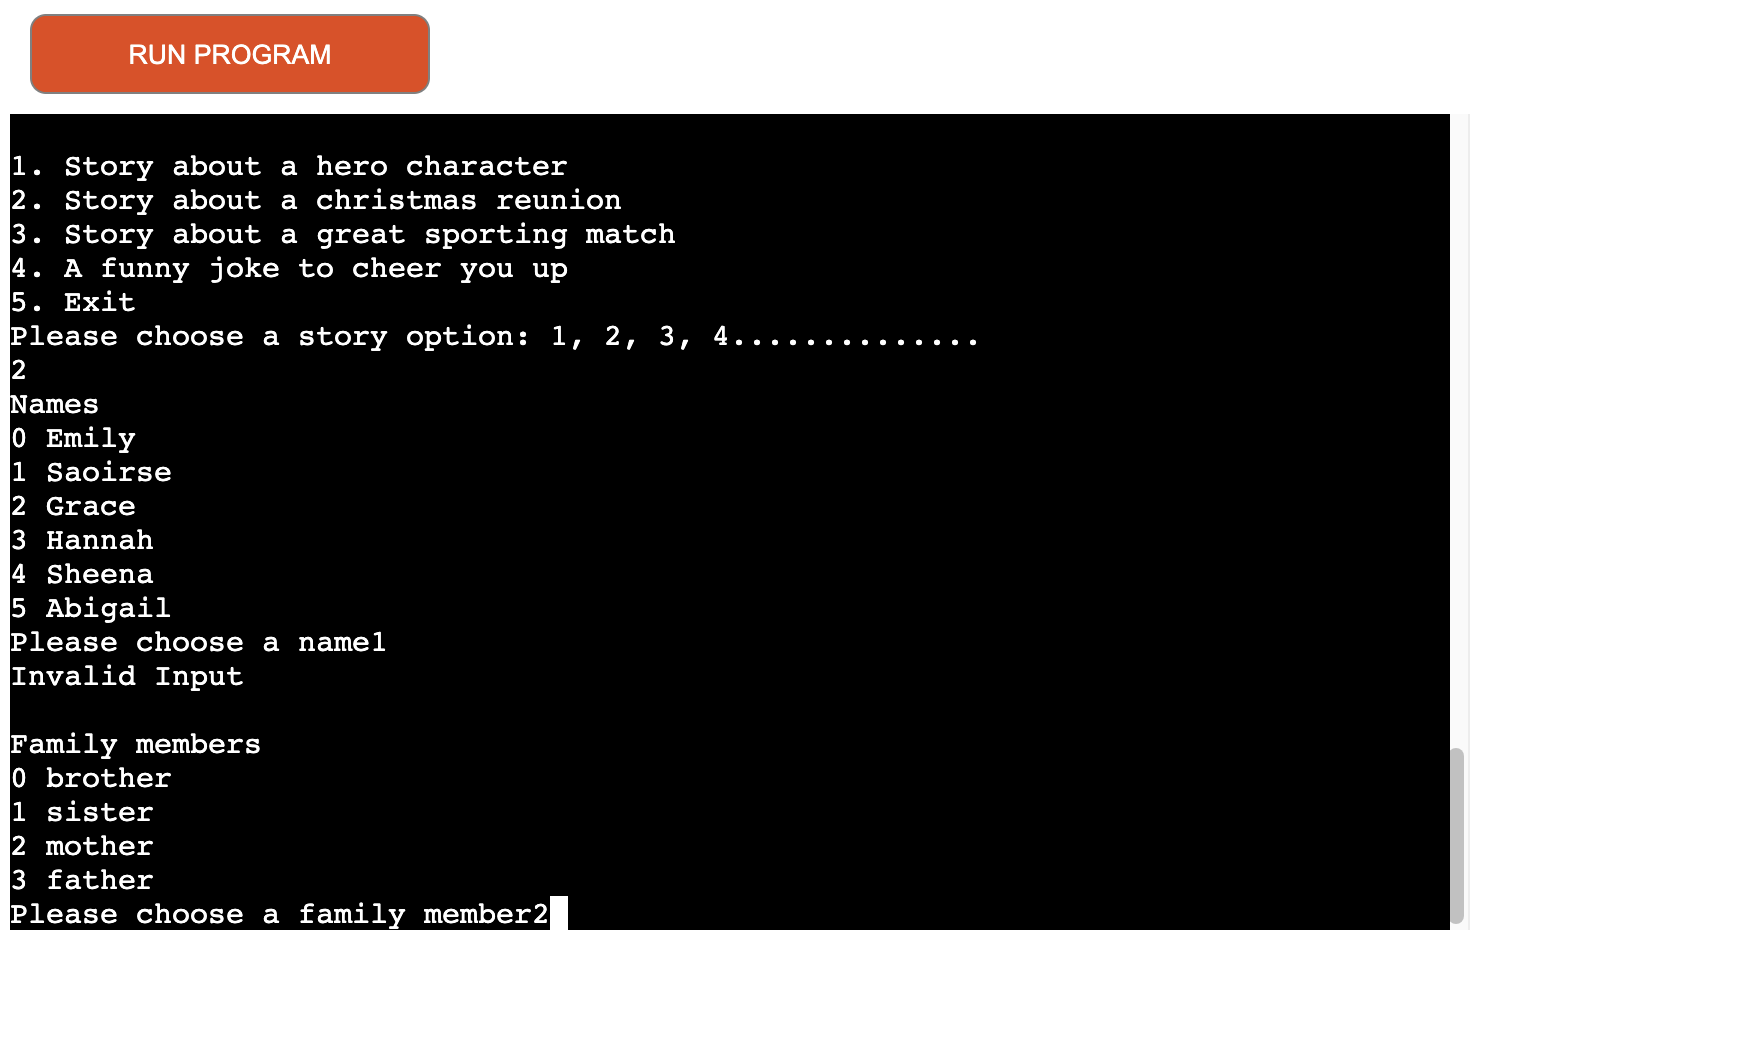 RUN PROGRAM
1. Story about a hero character
2. Story about a christmas reunion
3. Story about a great sporting match
4. A funny joke to cheer you up
5. Exit
Please choose a story option: 1, 2, 3, 4..............
2
Names
0 Emily
1 Saoirse
2 Grace
3 Hannah
4 Sheena
5 Abigail
Please choose a name1
Invalid Input
Family members
0 brother
1 sister
2 mother
3 father
Please choose a family member2